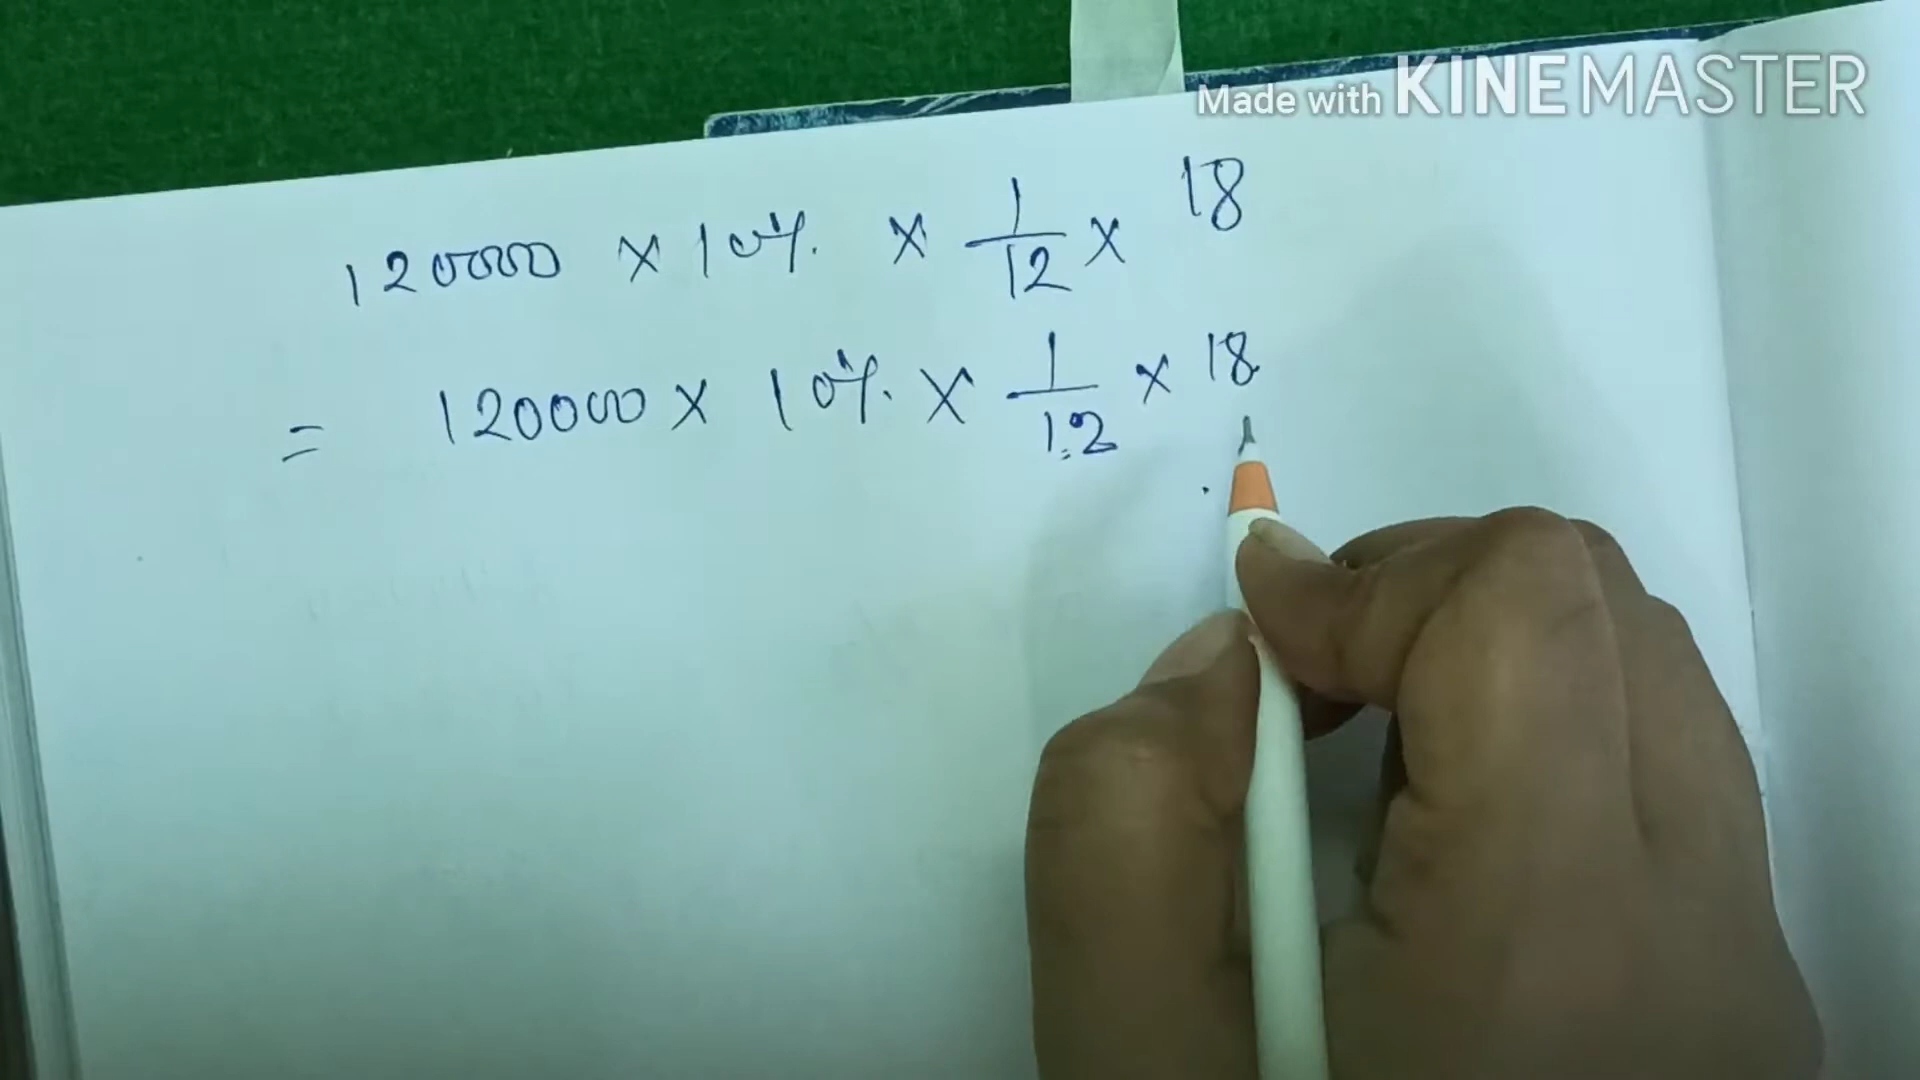 Made with KINEMASTER
120000 × 10% × 1/12 × 18
= 120000 × 10% × 1/12 × 18